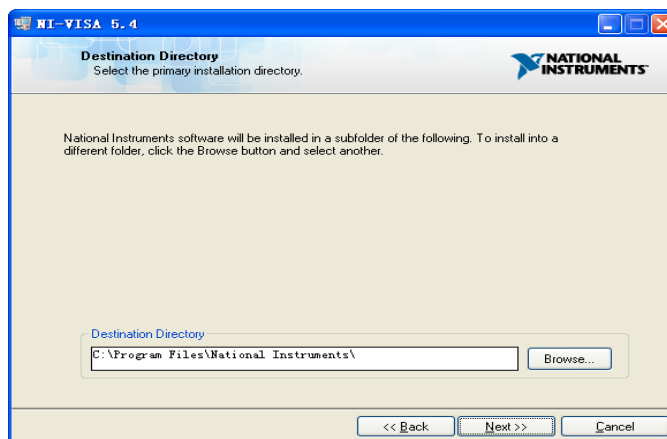 NI-VISA 5.4
Destination Directory
Select the primary installation directory.
NATIONAL
INSTRUMENTS™
National Instruments software will be installed in a subfolder of the following. To install into a
different folder, click the Browse button and select another.
Destination Directory
C:\Program Files\National Instruments\
Browse...
<< Back
Next >>
Cancel